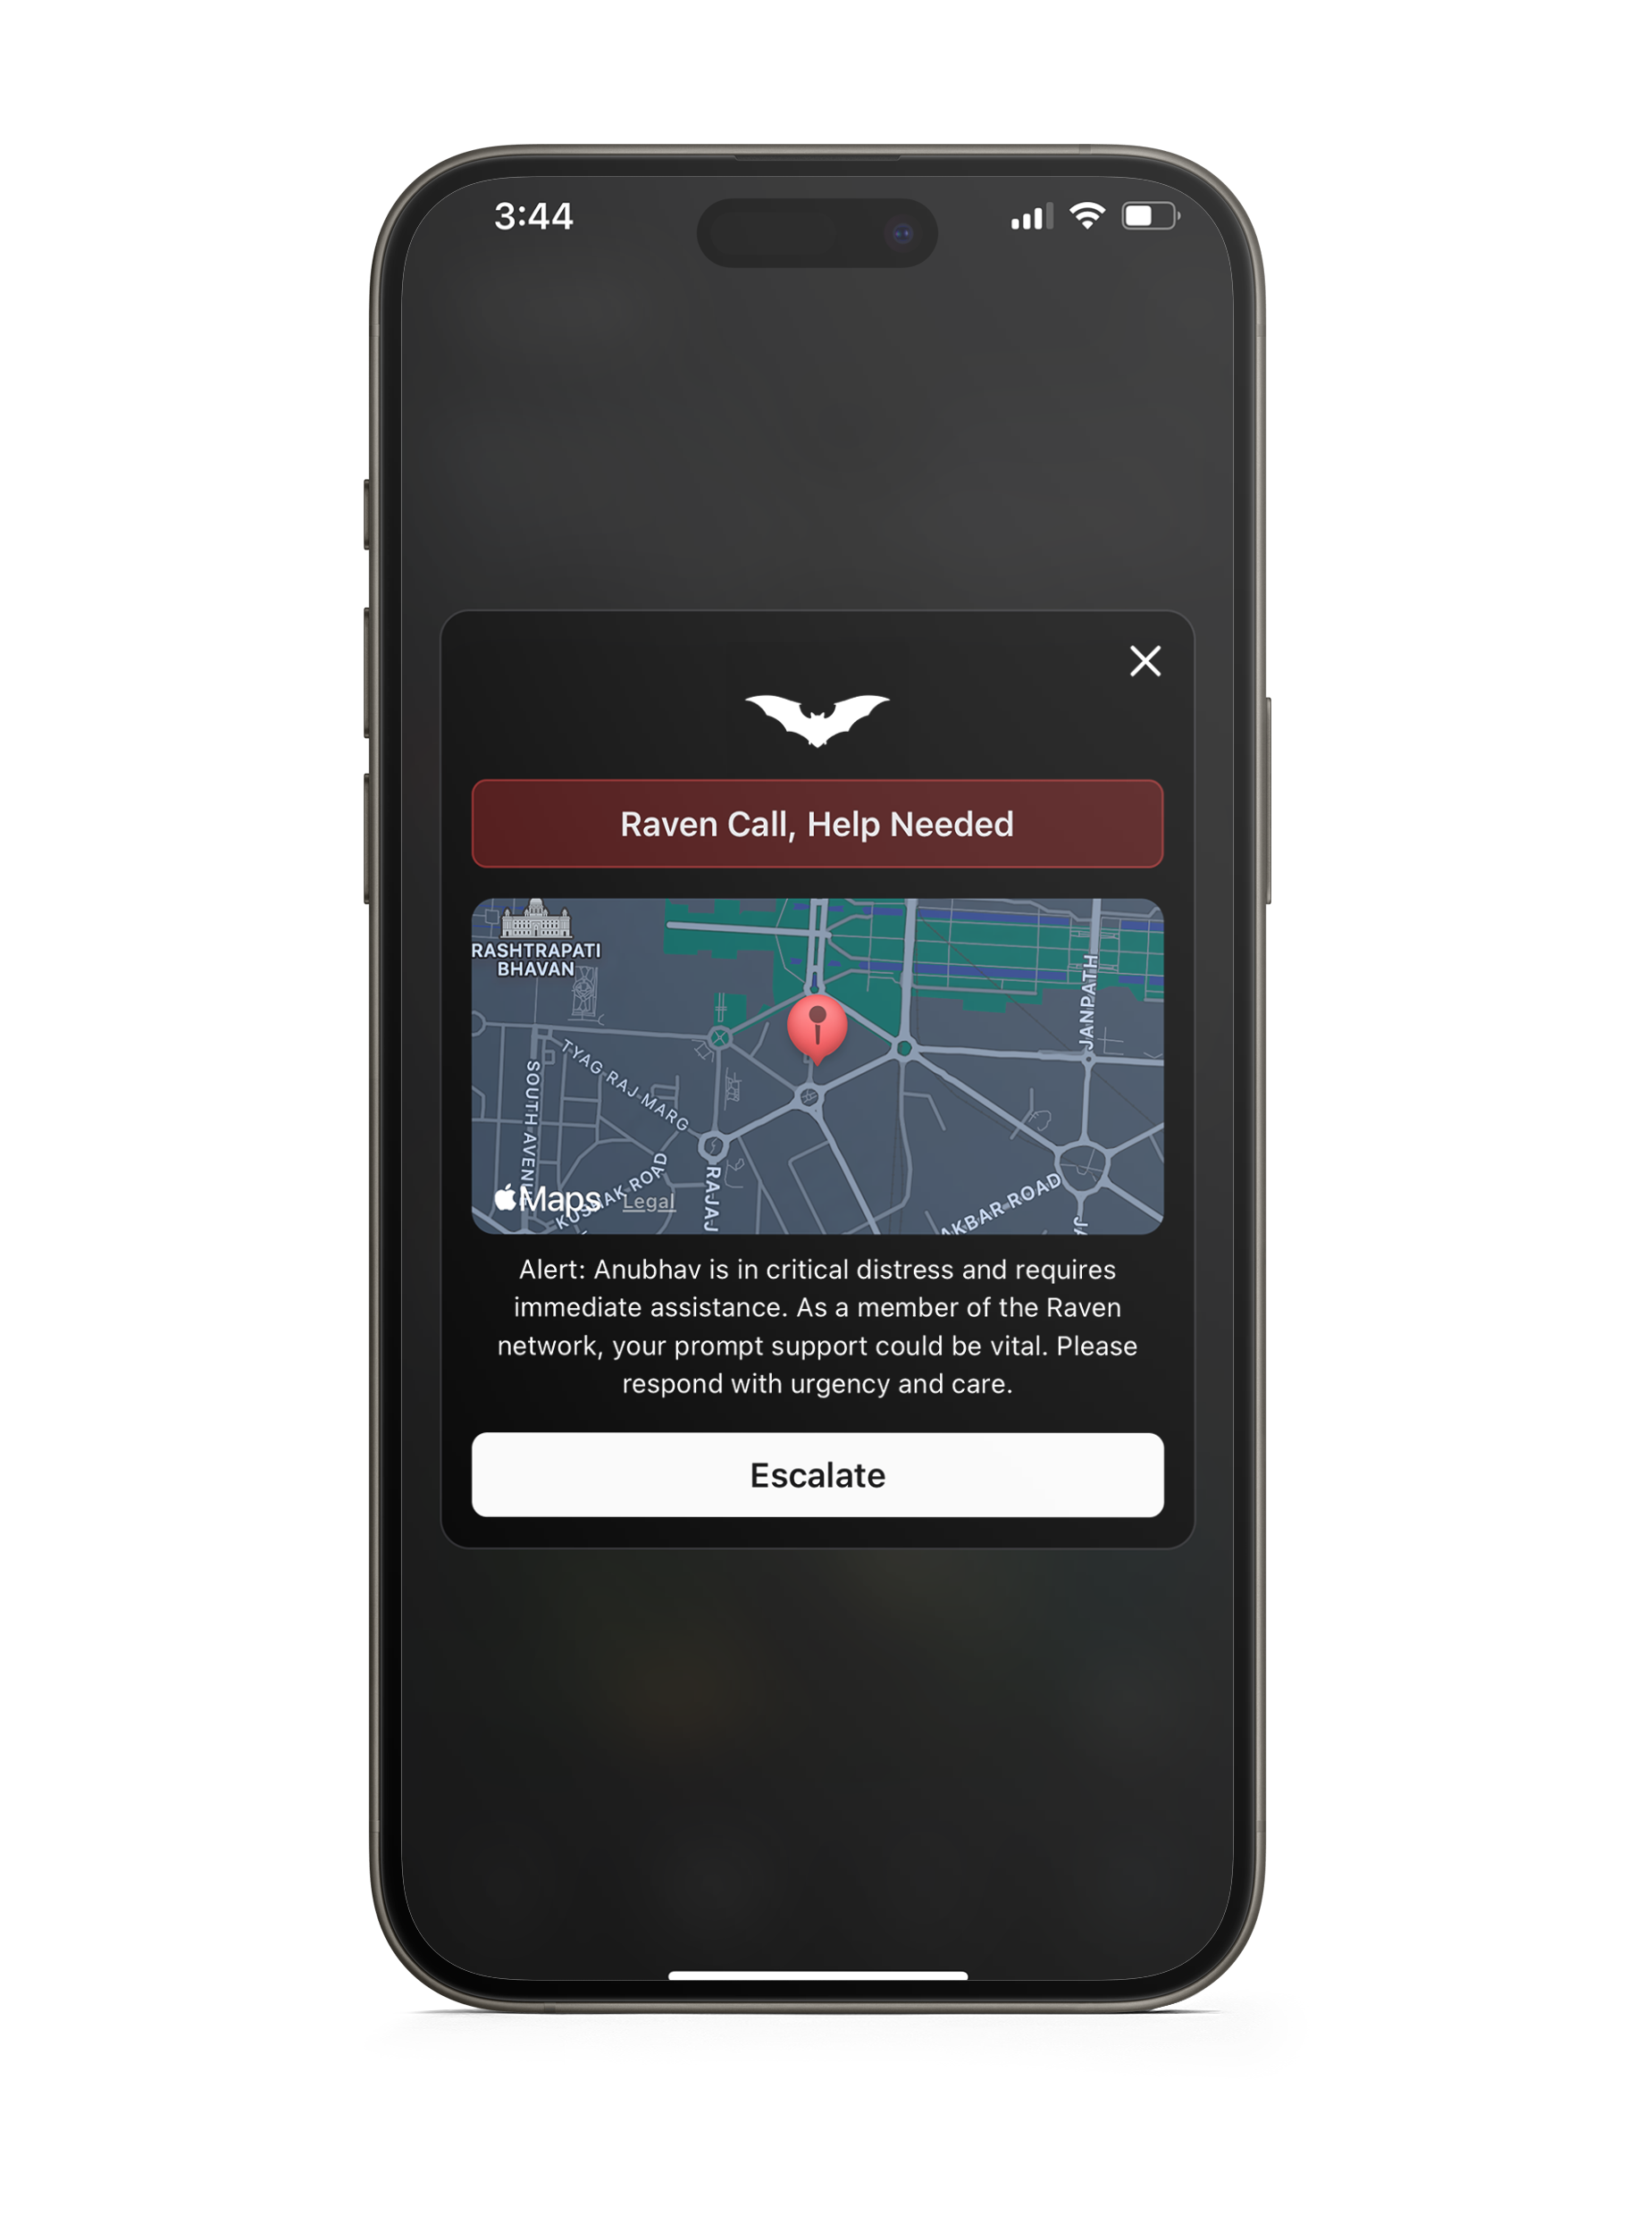 3:44
Raven Call, Help Needed
RASHTRAPATI
BHAVAN
JANPATH
TYAG RAJ MARG
SOUTH AVENUE
KUSHAK ROAD
RAJAJ
AKBAR ROAD
JA
Maps
Legal
Alert: Anubhav is in critical distress and requires
immediate assistance. As a member of the Raven
network, your prompt support could be vital. Please
respond with urgency and care.
Escalate